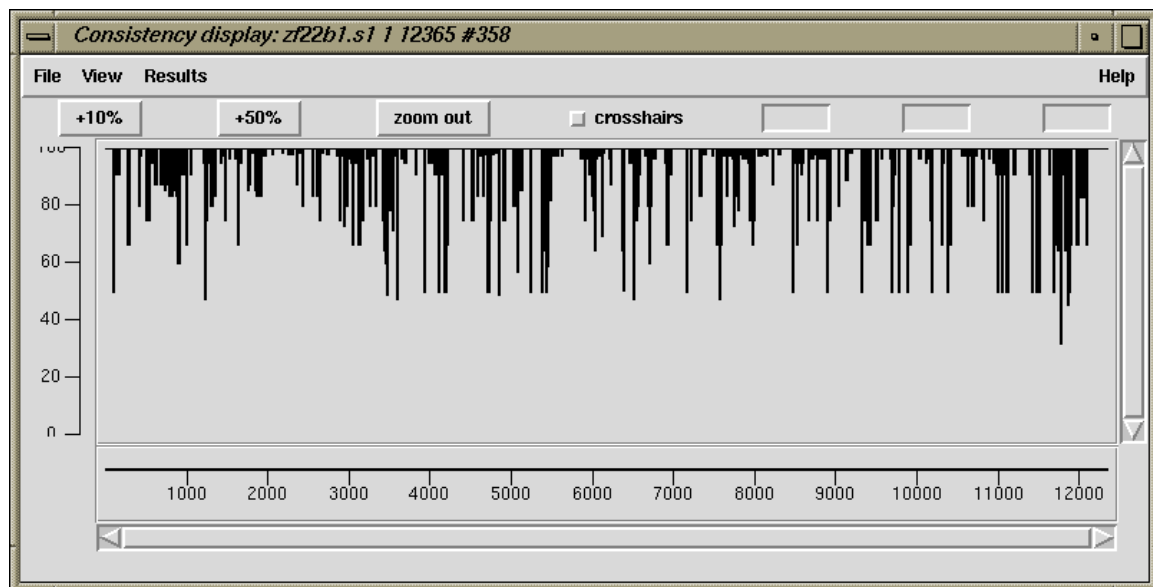 Consistency display: zf22b1.s1 1 12365 #358
File View Results Help
+10% +50% zoom out crosshairs
100
80
60
40
20
0
1000 2000 3000 4000 5000 6000 7000 8000 9000 10000 11000 12000